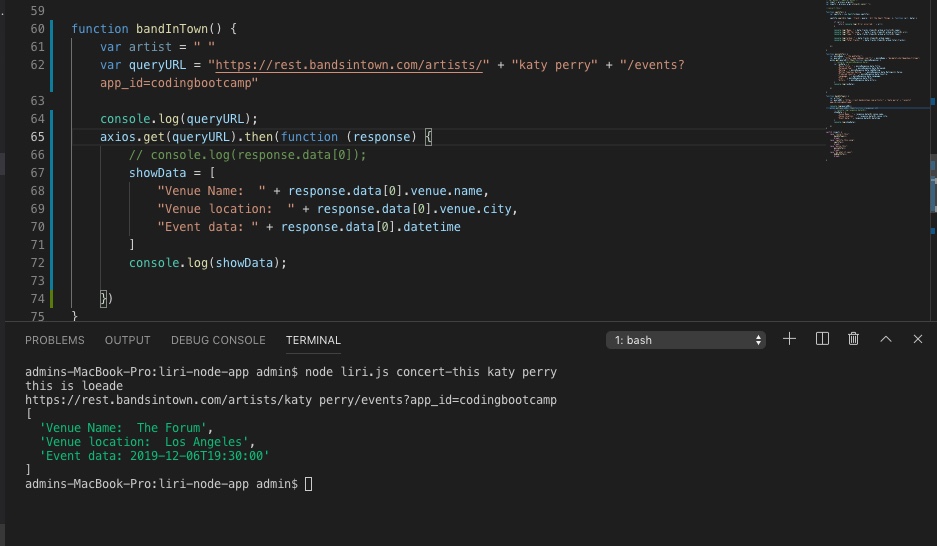 59
60 function bandInTown() {
61 var artist = " "
62 var queryURL = "https://rest.bandsintown.com/artists/" + "katy perry" + "/events?
app_id=codingbootcamp"
63
64 console.log(queryURL);
65 axios.get(queryURL).then(function (response) {
66 // console.log(response.data[0]);
67 showData = [
68 "Venue Name:  " + response.data[0].venue.name,
69 "Venue location:  " + response.data[0].venue.city,
70 "Event data: " + response.data[0].datetime
71 ]
72 console.log(showData);
73
74 })
75 }
PROBLEMS OUTPUT DEBUG CONSOLE TERMINAL 1: bash
admins-MacBook-Pro:liri-node-app admin$ node liri.js concert-this katy perry
this is loeade
https://rest.bandsintown.com/artists/katy perry/events?app_id=codingbootcamp
[
'Venue Name:  The Forum',
'Venue location:  Los Angeles',
'Event data: 2019-12-06T19:30:00'
]
admins-MacBook-Pro:liri-node-app admin$